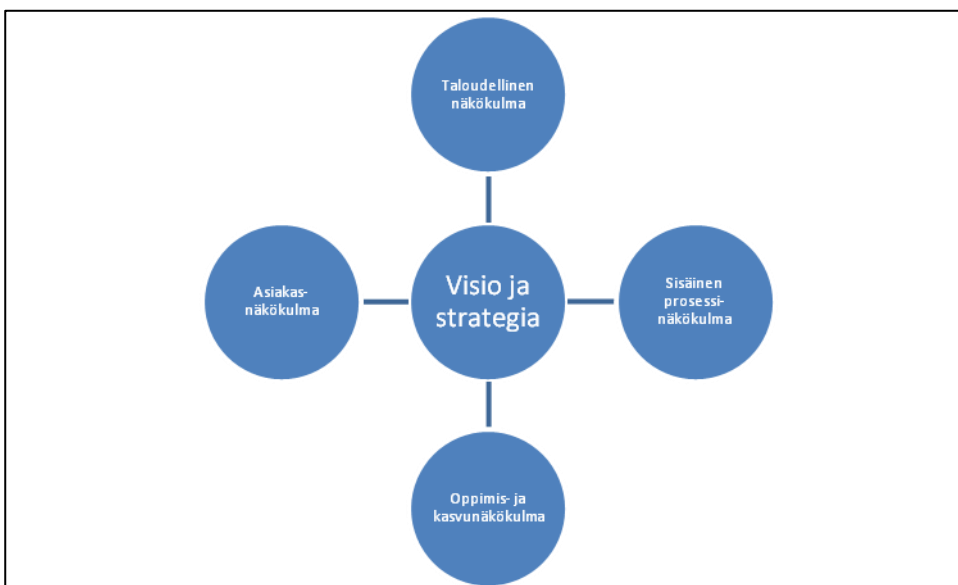 Taloudellinen
näkökulma
Asiakas-
näkökulma
Visio ja
strategia
Sisäinen
prosessi-
näkökulma
Oppimis- ja
kasvunäkökulma